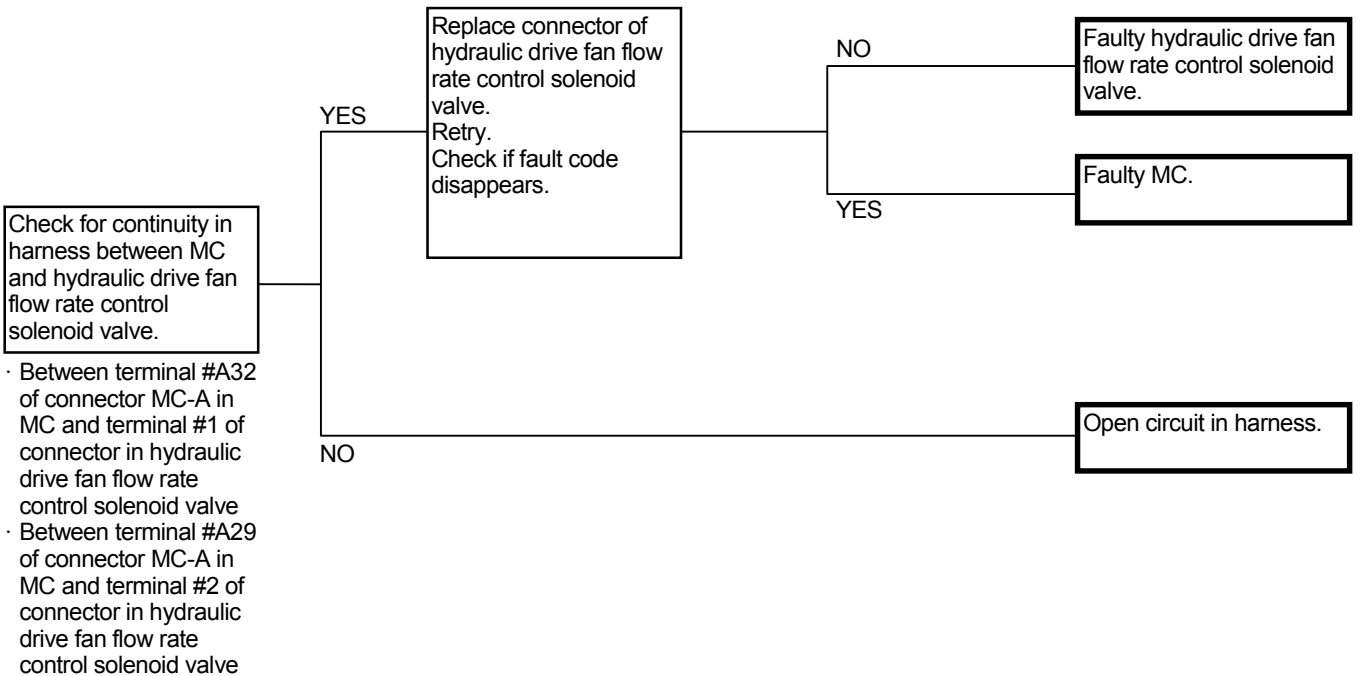 Check for continuity in
harness between MC
and hydraulic drive fan
flow rate control
solenoid valve.
· Between terminal #A32
of connector MC-A in
MC and terminal #1 of
connector in hydraulic
drive fan flow rate
control solenoid valve
· Between terminal #A29
of connector MC-A in
MC and terminal #2 of
connector in hydraulic
drive fan flow rate
control solenoid valve
YES
Replace connector of
hydraulic drive fan flow
rate control solenoid
valve.
Retry.
Check if fault code
disappears.
NO
Faulty hydraulic drive fan
flow rate control solenoid
valve.
YES
Faulty MC.
NO
Open circuit in harness.